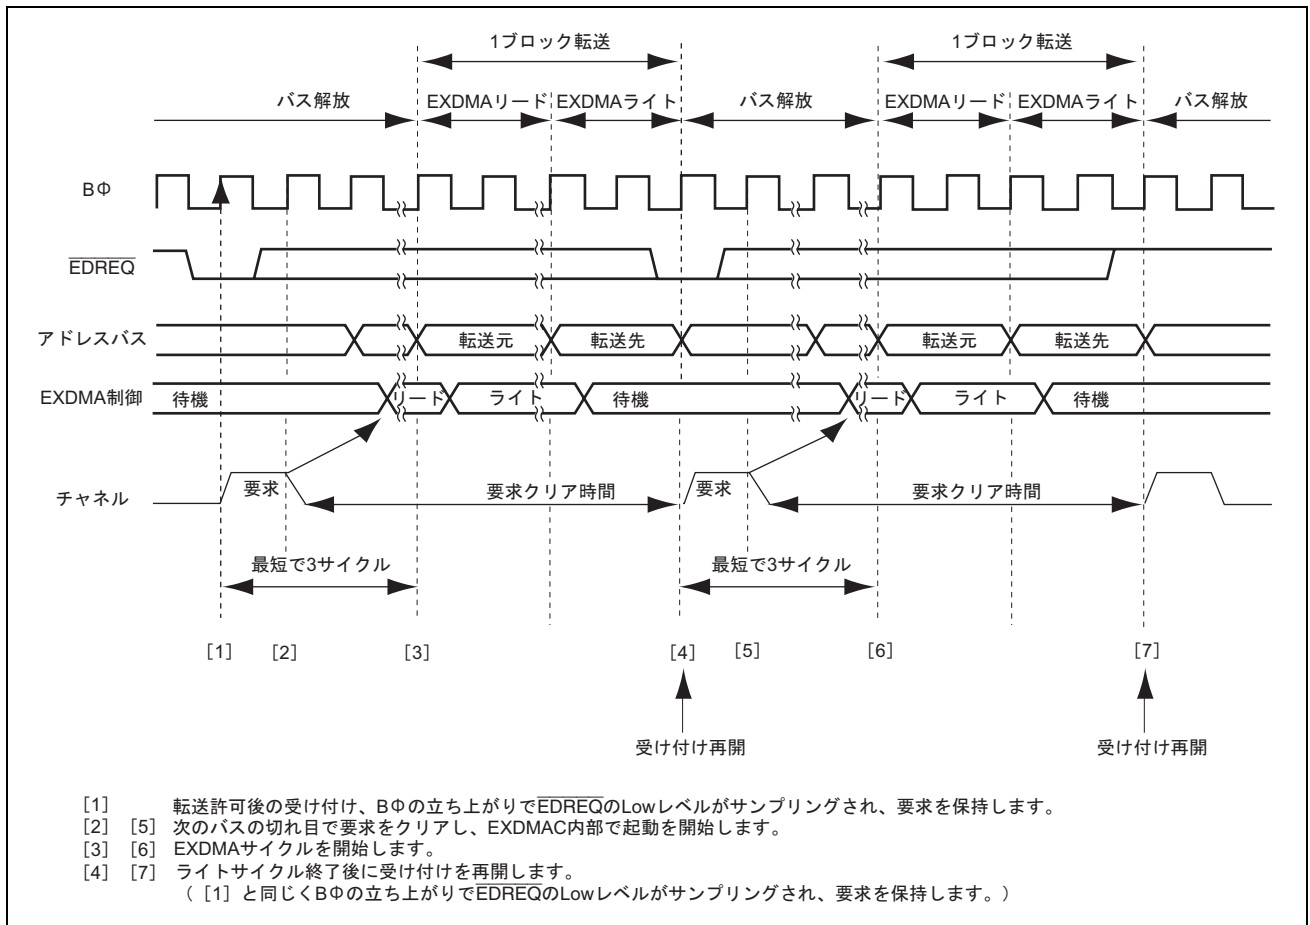 1ブロック転送 1ブロック転送
バス解放 EXDMAリード EXDMAライト バス解放 EXDMAリード EXDMAライト バス解放
BΦ
EDREQ
アドレスバス 転送元 転送先 転送元 転送先
EXDMA制御 待機 リード ライト 待機 リード ライト 待機
チャネル 要求 要求クリア時間 要求 要求クリア時間
最短で3サイクル 最短で3サイクル
[1] [2] [3] [4] [5] [6] [7]
受け付け再開 受け付け再開
[1] 転送許可後の受け付け、BΦの立ち上がりでEDREQのLowレベルがサンプリングされ、要求を保持します。
[2] [5] 次のバスの切れ目で要求をクリアし、EXDMAC内部で起動を開始します。
[3] [6] EXDMAサイクルを開始します。
[4] [7] ライトサイクル終了後に受け付けを再開します。
（ [1] と同じくBΦの立ち上がりでEDREQのLowレベルがサンプリングされ、要求を保持します。）